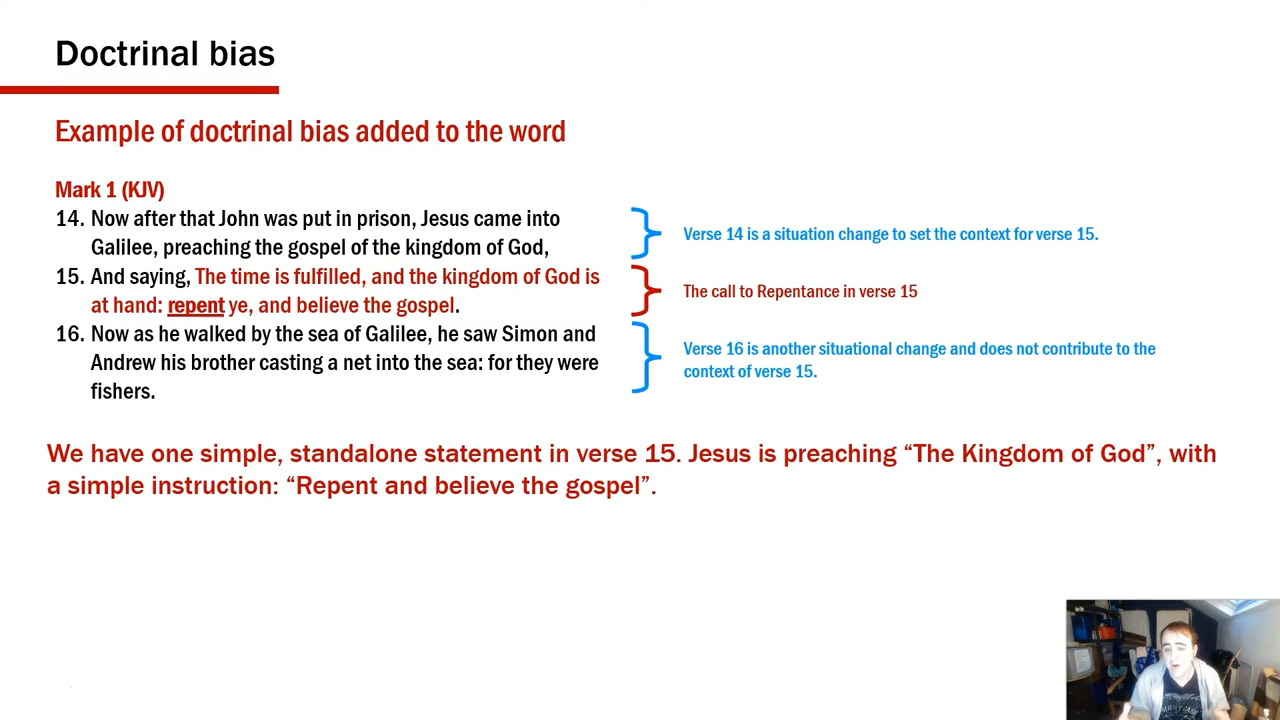 Doctrinal bias
Example of doctrinal bias added to the word
Mark 1 (KJV)
14. Now after that John was put in prison, Jesus came into
Galilee, preaching the gospel of the kingdom of God,
15. And saying, The time is fulfilled, and the kingdom of God is
at hand: repent ye, and believe the gospel.
16. Now as he walked by the sea of Galilee, he saw Simon and
Andrew his brother casting a net into the sea: for they were
fishers.
Verse 14 is a situation change to set the context for verse 15.
The call to Repentance in verse 15
Verse 16 is another situational change and does not contribute to the
context of verse 15.
We have one simple, standalone statement in verse 15. Jesus is preaching “The Kingdom of God”, with
a simple instruction: “Repent and believe the gospel”.